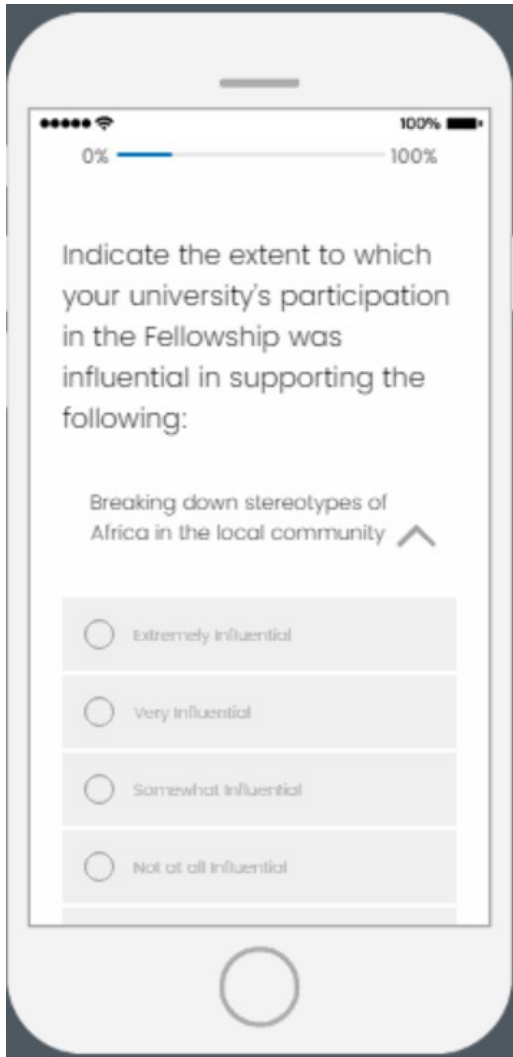 100%
0% 100%
Indicate the extent to which
your university's participation
in the Fellowship was
influential in supporting the
following:
Breaking down stereotypes of
Africa in the local community
Extremely Influential
Very Influential
Somewhat Influential
Not at all Influential